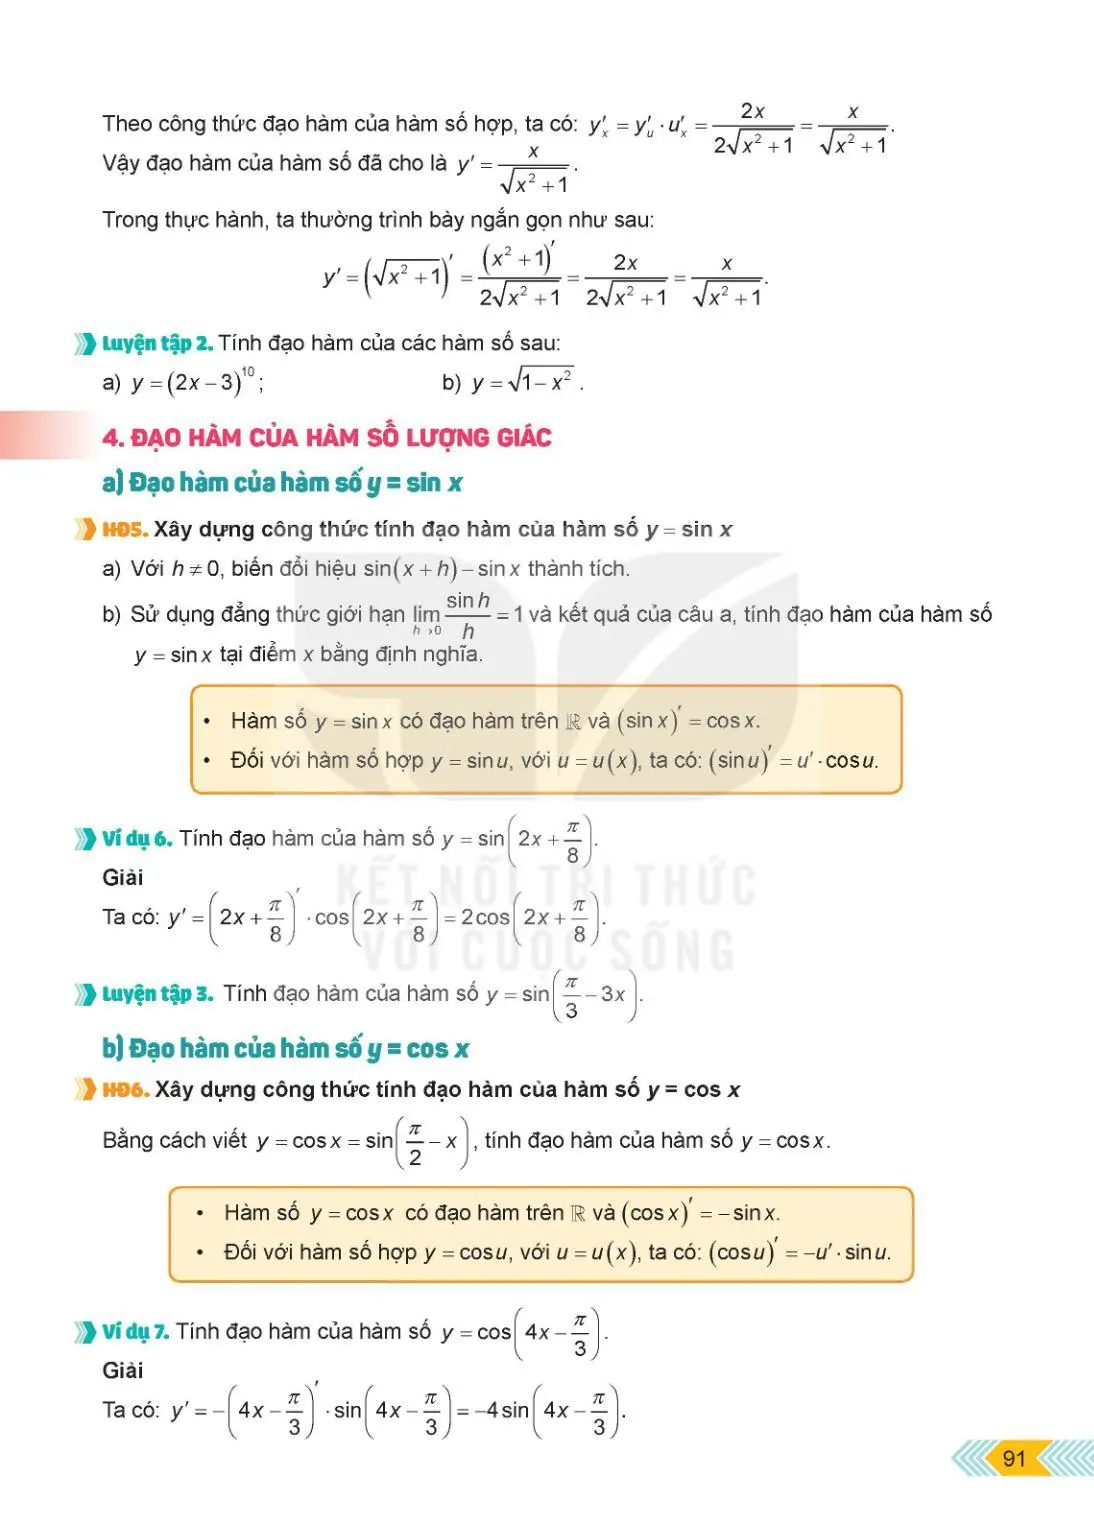 Theo công thức đạo hàm của hàm số hợp, ta có: y'ₓ = y'ᵤ · u'ₓ = 2x / (2√(x² + 1)) = x / √(x² + 1).
Vậy đạo hàm của hàm số đã cho là y' = x / √(x² + 1).
Trong thực hành, ta thường trình bày ngắn gọn như sau:
y' = (√(x² + 1))' = (x² + 1)' / (2√(x² + 1)) = 2x / (2√(x² + 1)) = x / √(x² + 1).
Luyện tập 2. Tính đạo hàm của các hàm số sau:
a) y = (2x − 3)¹⁰; b) y = √(1 − x²).
4. ĐẠO HÀM CỦA HÀM SỐ LƯỢNG GIÁC
a) Đạo hàm của hàm số y = sin x
HĐ5. Xây dựng công thức tính đạo hàm của hàm số y = sin x
a) Với h ≠ 0, biến đổi hiệu sin(x + h) − sin x thành tích.
b) Sử dụng đẳng thức giới hạn lim h→0 sin h / h = 1 và kết quả của câu a, tính đạo hàm của hàm số
y = sin x tại điểm x bằng định nghĩa.
• Hàm số y = sin x có đạo hàm trên ℝ và (sin x)' = cos x.
• Đối với hàm số hợp y = sin u, với u = u(x), ta có: (sin u)' = u' · cos u.
Ví dụ 6. Tính đạo hàm của hàm số y = sin(2x + π/8).
Giải
KẾT NỐI TRI THỨC
Ta có: y' = (2x + π/8)' · cos(2x + π/8) = 2cos(2x + π/8).
VỚI CUỘC SỐNG
Luyện tập 3. Tính đạo hàm của hàm số y = sin(π/3 − 3x).
b) Đạo hàm của hàm số y = cos x
HĐ6. Xây dựng công thức tính đạo hàm của hàm số y = cos x
Bằng cách viết y = cos x = sin(π/2 − x), tính đạo hàm của hàm số y = cos x.
• Hàm số y = cos x có đạo hàm trên ℝ và (cos x)' = − sin x.
• Đối với hàm số hợp y = cos u, với u = u(x), ta có: (cos u)' = −u' · sin u.
Ví dụ 7. Tính đạo hàm của hàm số y = cos(4x − π/3).
Giải
Ta có: y' = −(4x − π/3)' · sin(4x − π/3) = −4 sin(4x − π/3).
91